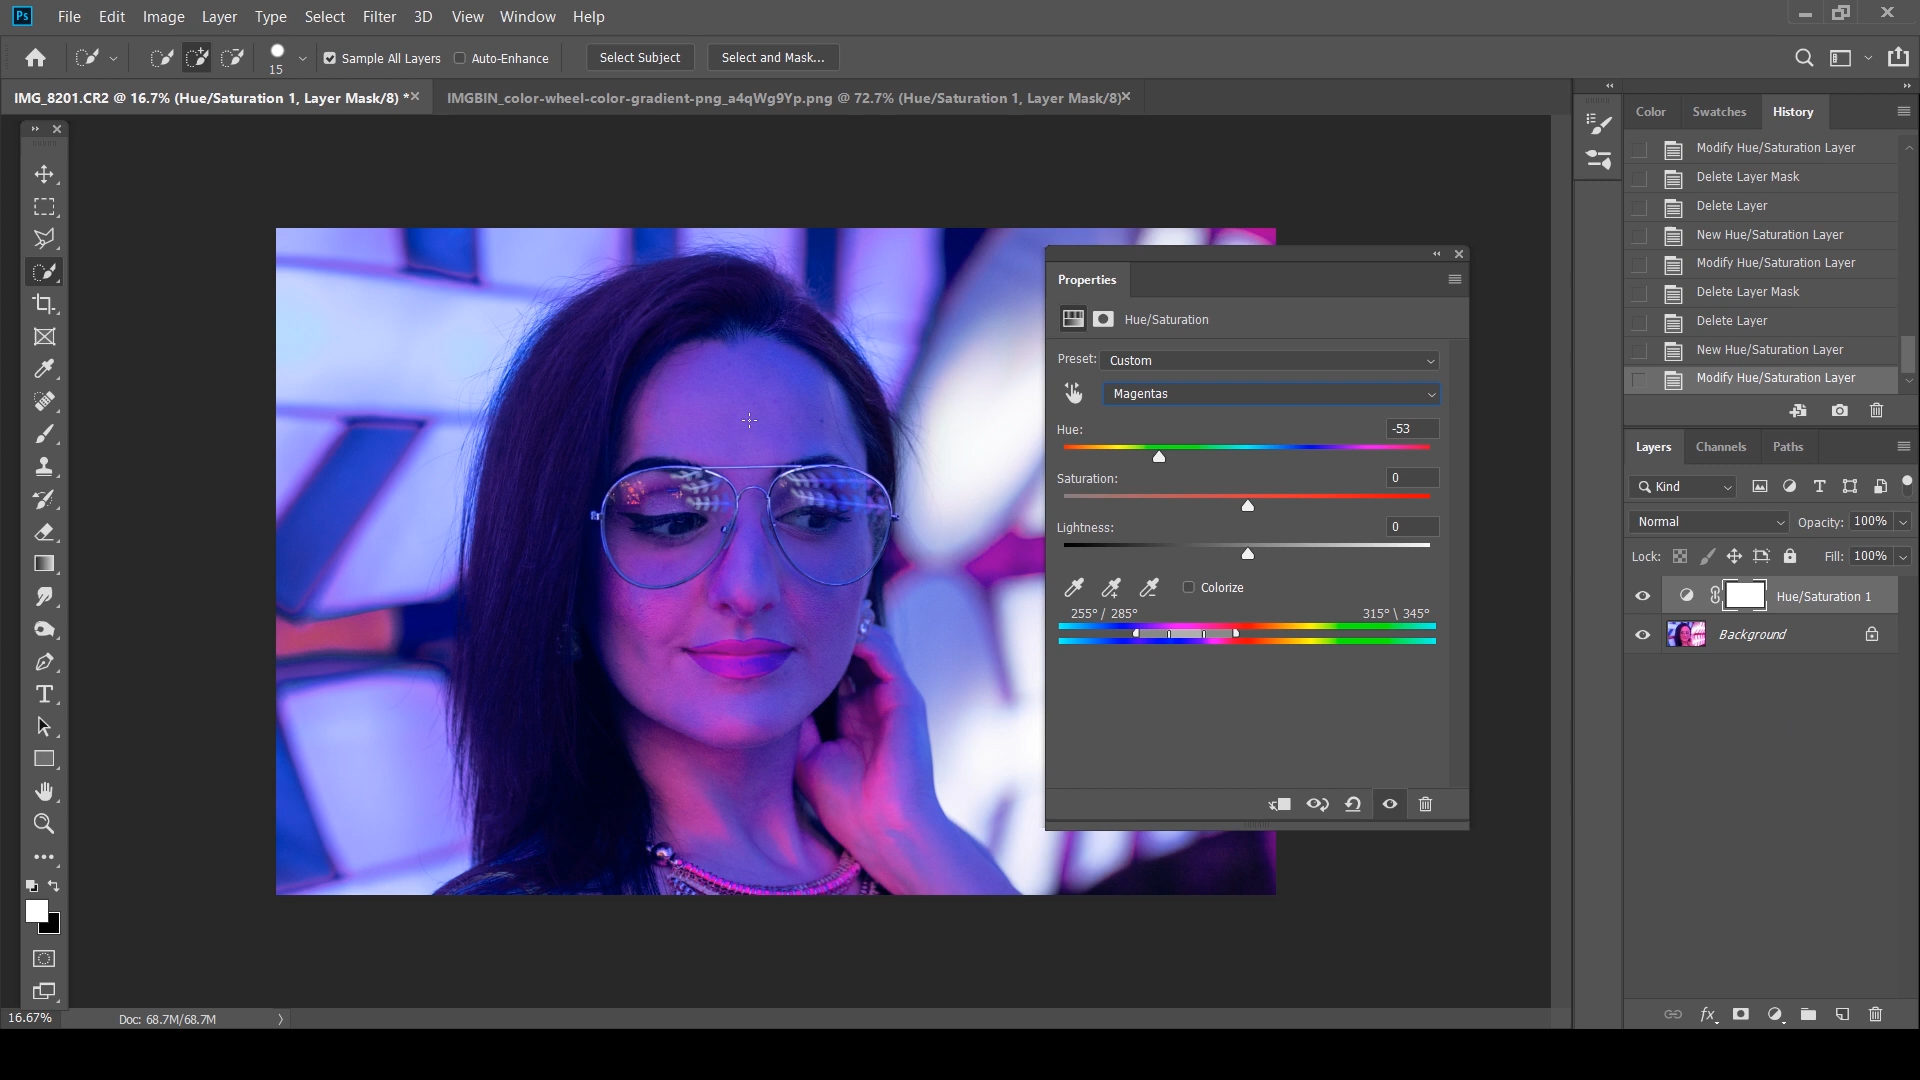 Ps File Edit Image Layer Type Select Filter 3D View Window Help
15 Sample All Layers Auto-Enhance Select Subject Select and Mask...
IMG_8201.CR2 @ 16.7% (Hue/Saturation 1, Layer Mask/8) * IMGBIN_color-wheel-color-gradient-png_a4qWg9Yp.png @ 72.7% (Hue/Saturation 1, Layer Mask/8)
Properties
Hue/Saturation
Preset: Custom
Magentas
Hue: -53
Saturation: 0
Lightness: 0
Colorize
255° / 285° 315° \ 345°
Color Swatches History
Modify Hue/Saturation Layer
Delete Layer Mask
Delete Layer
New Hue/Saturation Layer
Modify Hue/Saturation Layer
Delete Layer Mask
Delete Layer
New Hue/Saturation Layer
Modify Hue/Saturation Layer
Layers Channels Paths
Kind
Normal Opacity: 100%
Lock: Fill: 100%
Hue/Saturation 1
Background
fx
16.67% Doc: 68.7M/68.7M